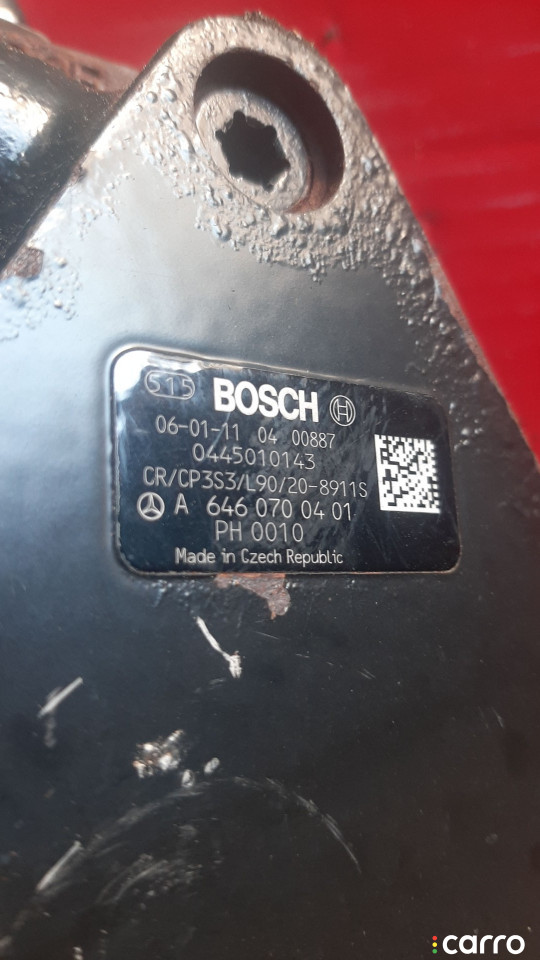 515 BOSCH
06-01-11 04 00887
0445010143
CR/CP3S3/L90/20-8911S
A 646 070 04 01
PH 0010
Made in Czech Republic
carro